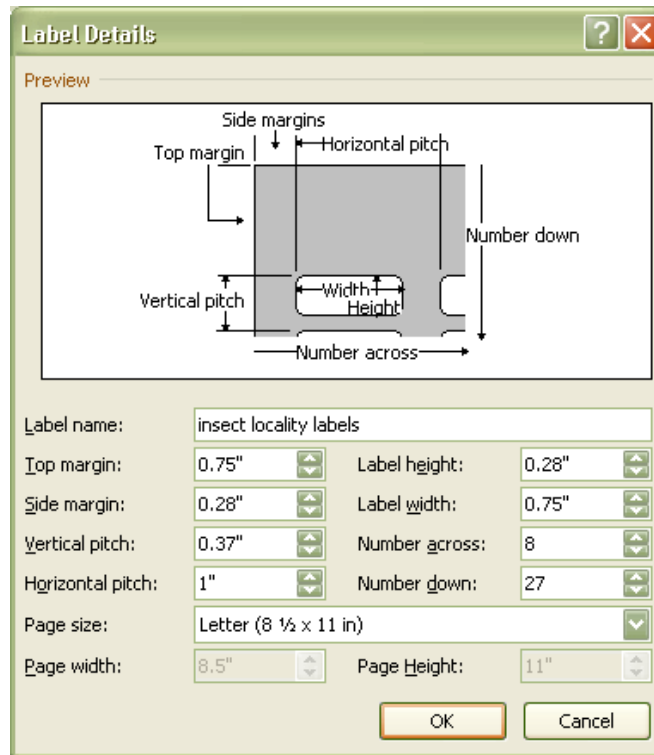 Label Details
Preview
Side margins
Horizontal pitch
Top margin
Number down
Width
Vertical pitch
Height
Number across
Label name: insect locality labels
Top margin: 0.75" Label height: 0.28"
Side margin: 0.28" Label width: 0.75"
Vertical pitch: 0.37" Number across: 8
Horizontal pitch: 1" Number down: 27
Page size: Letter (8 ½ x 11 in)
Page width: 8.5" Page Height: 11"
OK Cancel